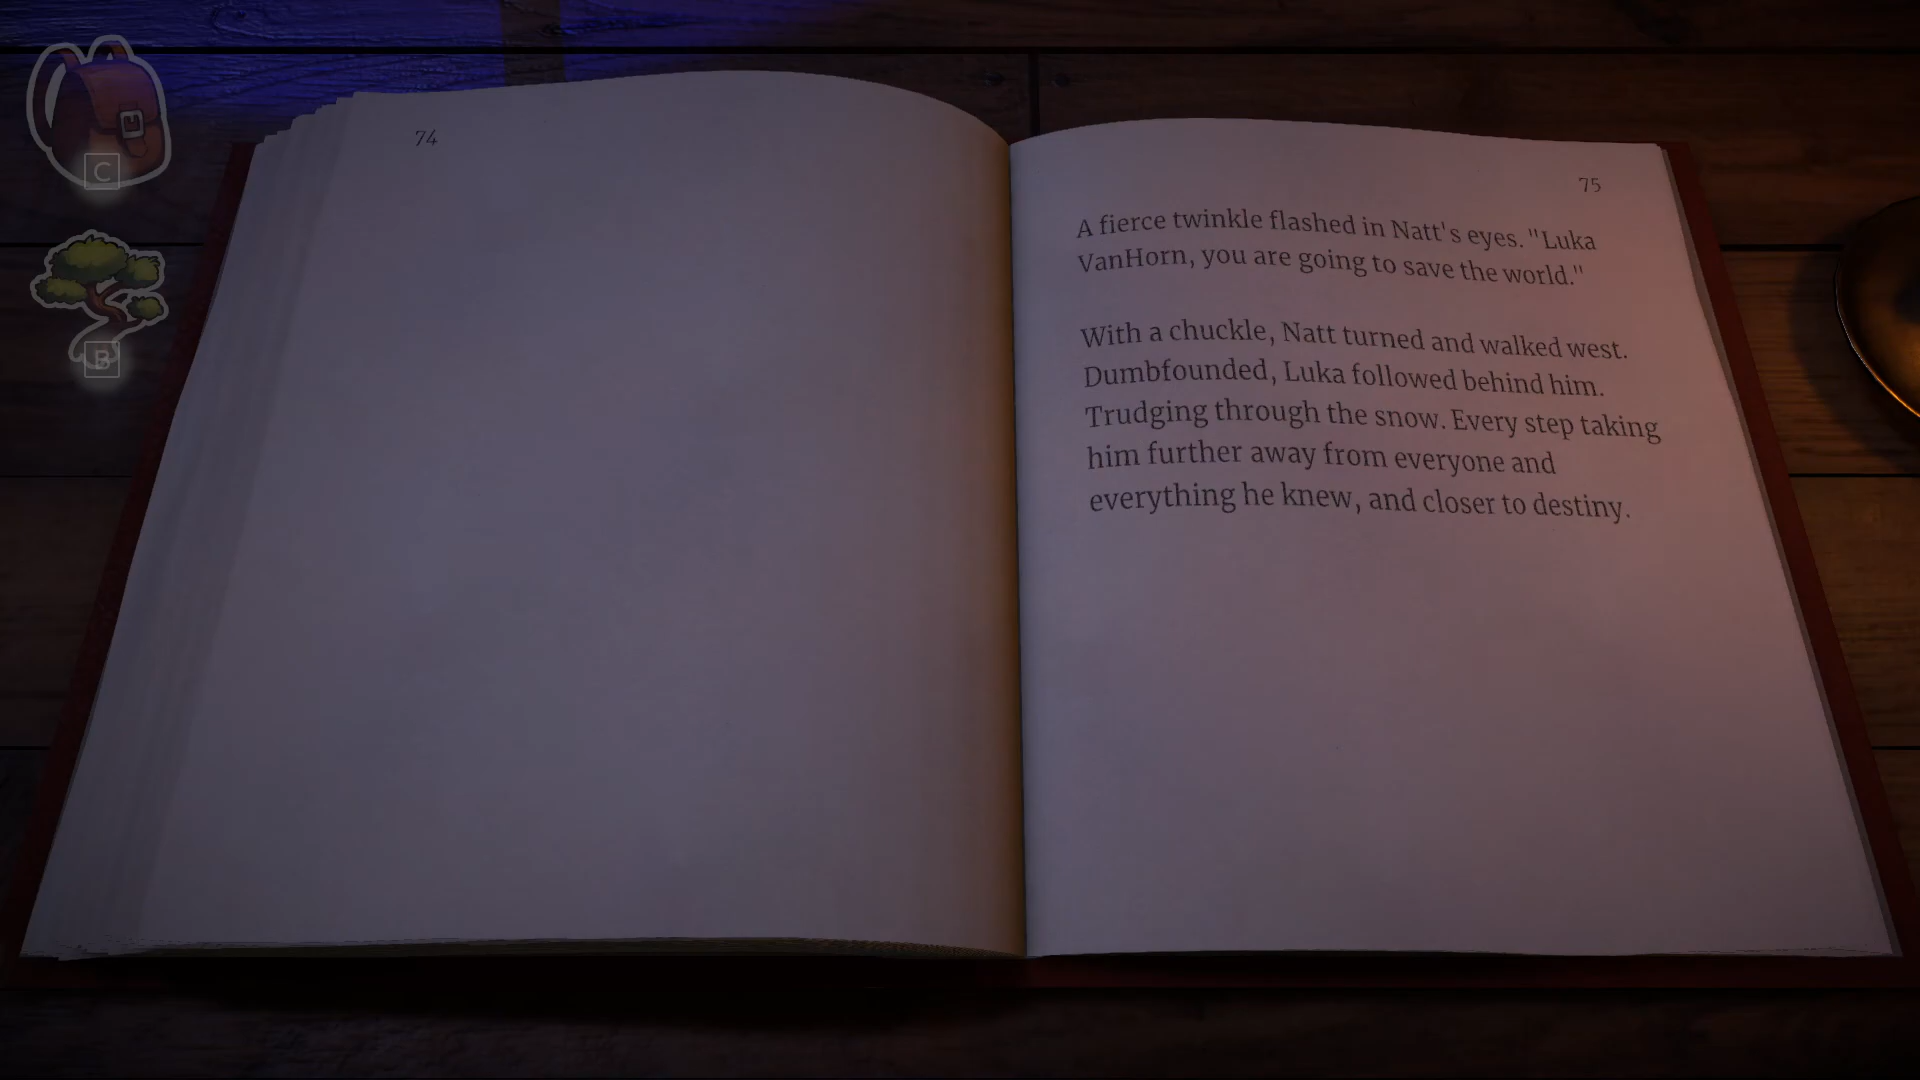 C
B
74
75
A fierce twinkle flashed in Natt's eyes. "Luka
VanHorn, you are going to save the world."
With a chuckle, Natt turned and walked west.
Dumbfounded, Luka followed behind him.
Trudging through the snow. Every step taking
him further away from everyone and
everything he knew, and closer to destiny.